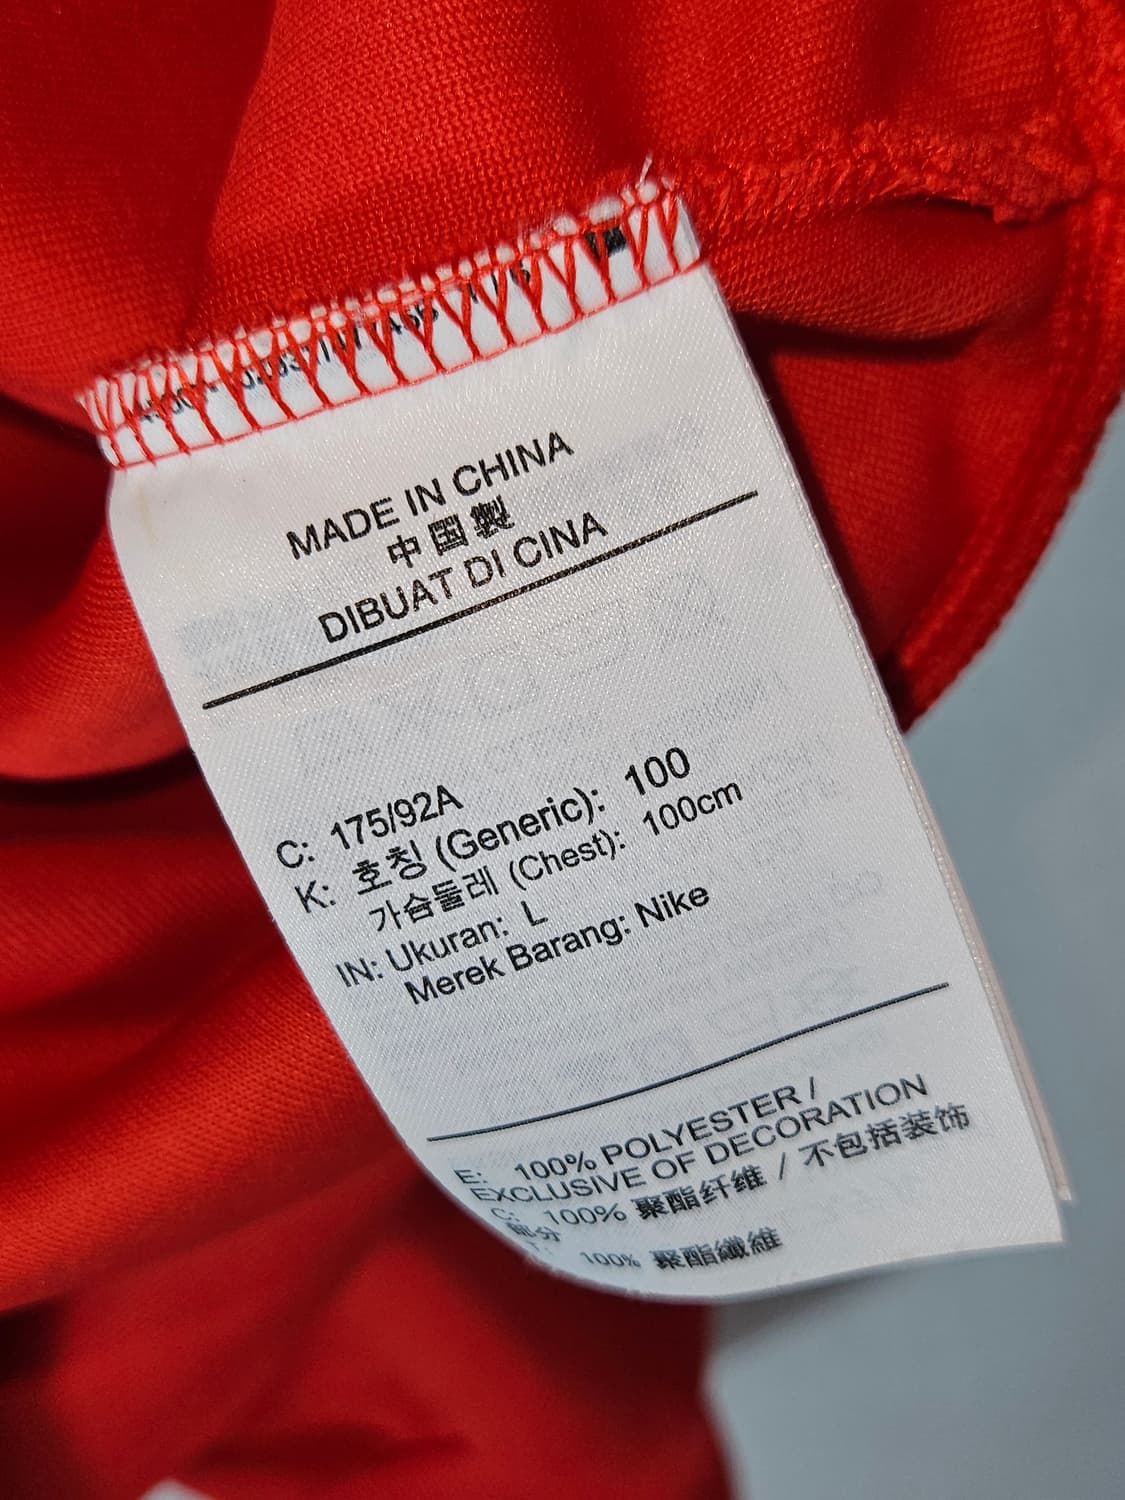 MADE IN CHINA
中国製
DIBUAT DI CINA
C: 175/92A
K: 호칭 (Generic): 100
가슴둘레 (Chest): 100cm
IN: Ukuran: L
Merek Barang: Nike
E: 100% POLYESTER /
EXCLUSIVE OF DECORATION
C: 100% 聚酯纤维 / 不包括装饰
部分
T: 100% 聚酯纖維